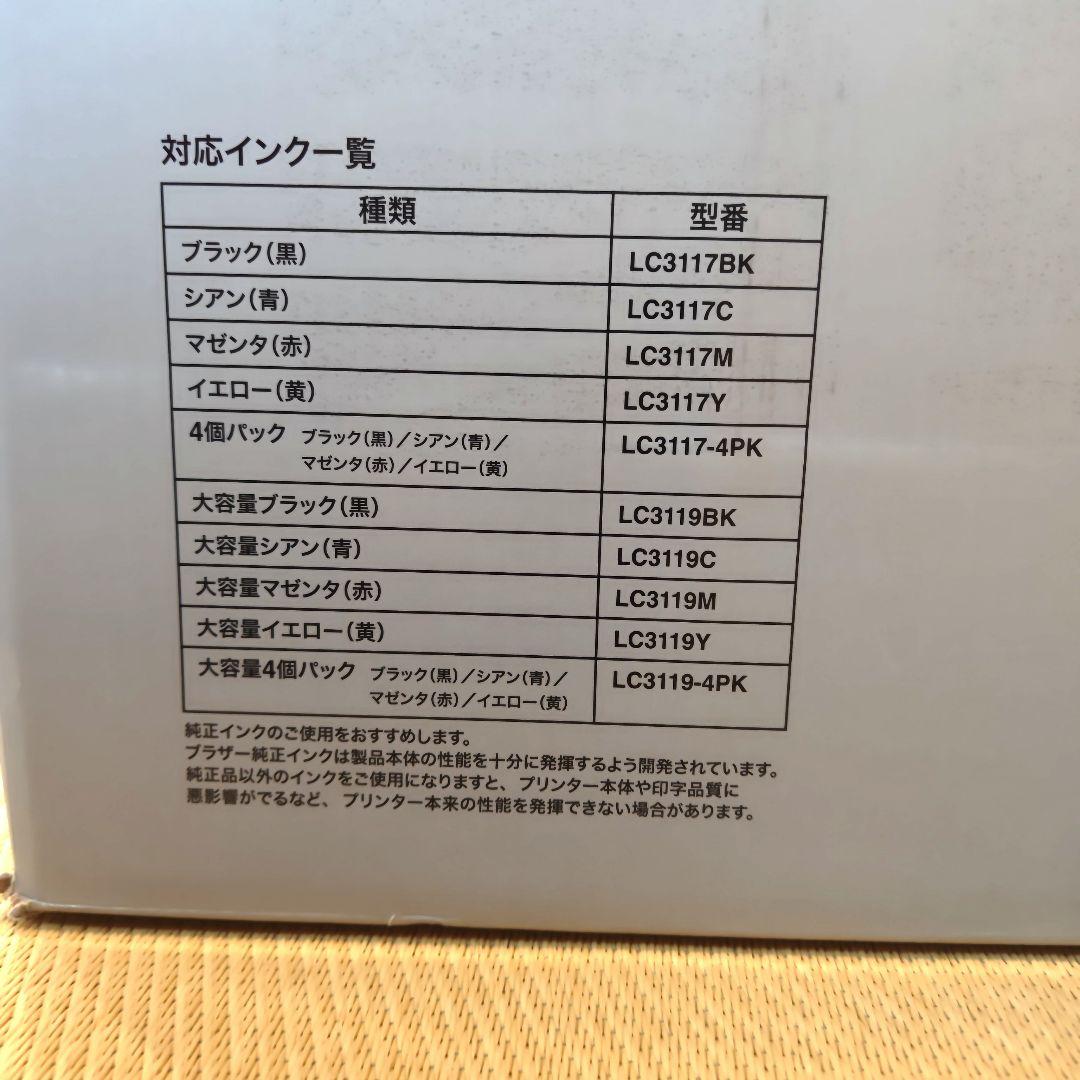 対応インク一覧
種類 型番
ブラック(黒) LC3117BK
シアン(青) LC3117C
マゼンタ(赤) LC3117M
イエロー(黄) LC3117Y
4個パック ブラック(黒)/シアン(青)/ LC3117-4PK
マゼンタ(赤)/イエロー(黄)
大容量ブラック(黒) LC3119BK
大容量シアン(青) LC3119C
大容量マゼンタ(赤) LC3119M
大容量イエロー(黄) LC3119Y
大容量4個パック ブラック(黒)/シアン(青)/ LC3119-4PK
マゼンタ(赤)/イエロー(黄)
純正インクのご使用をおすすめします。
ブラザー純正インクは製品本体の性能を十分に発揮するよう開発されています。
純正品以外のインクをご使用になりますと、プリンター本体や印字品質に
悪影響がでるなど、プリンター本来の性能を発揮できない場合があります。